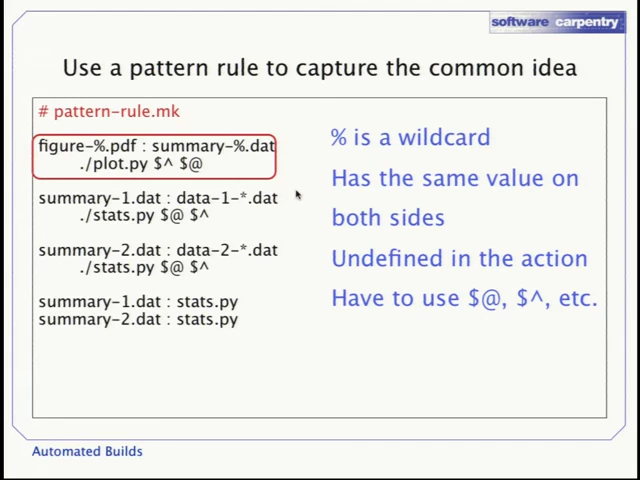 software carpentry
Use a pattern rule to capture the common idea
# pattern-rule.mk
figure-%.pdf : summary-%.dat
./plot.py $^ $@
summary-1.dat : data-1-*.dat
./stats.py $@ $^
summary-2.dat : data-2-*.dat
./stats.py $@ $^
summary-1.dat : stats.py
summary-2.dat : stats.py
% is a wildcard
Has the same value on
both sides
Undefined in the action
Have to use $@, $^, etc.
Automated Builds